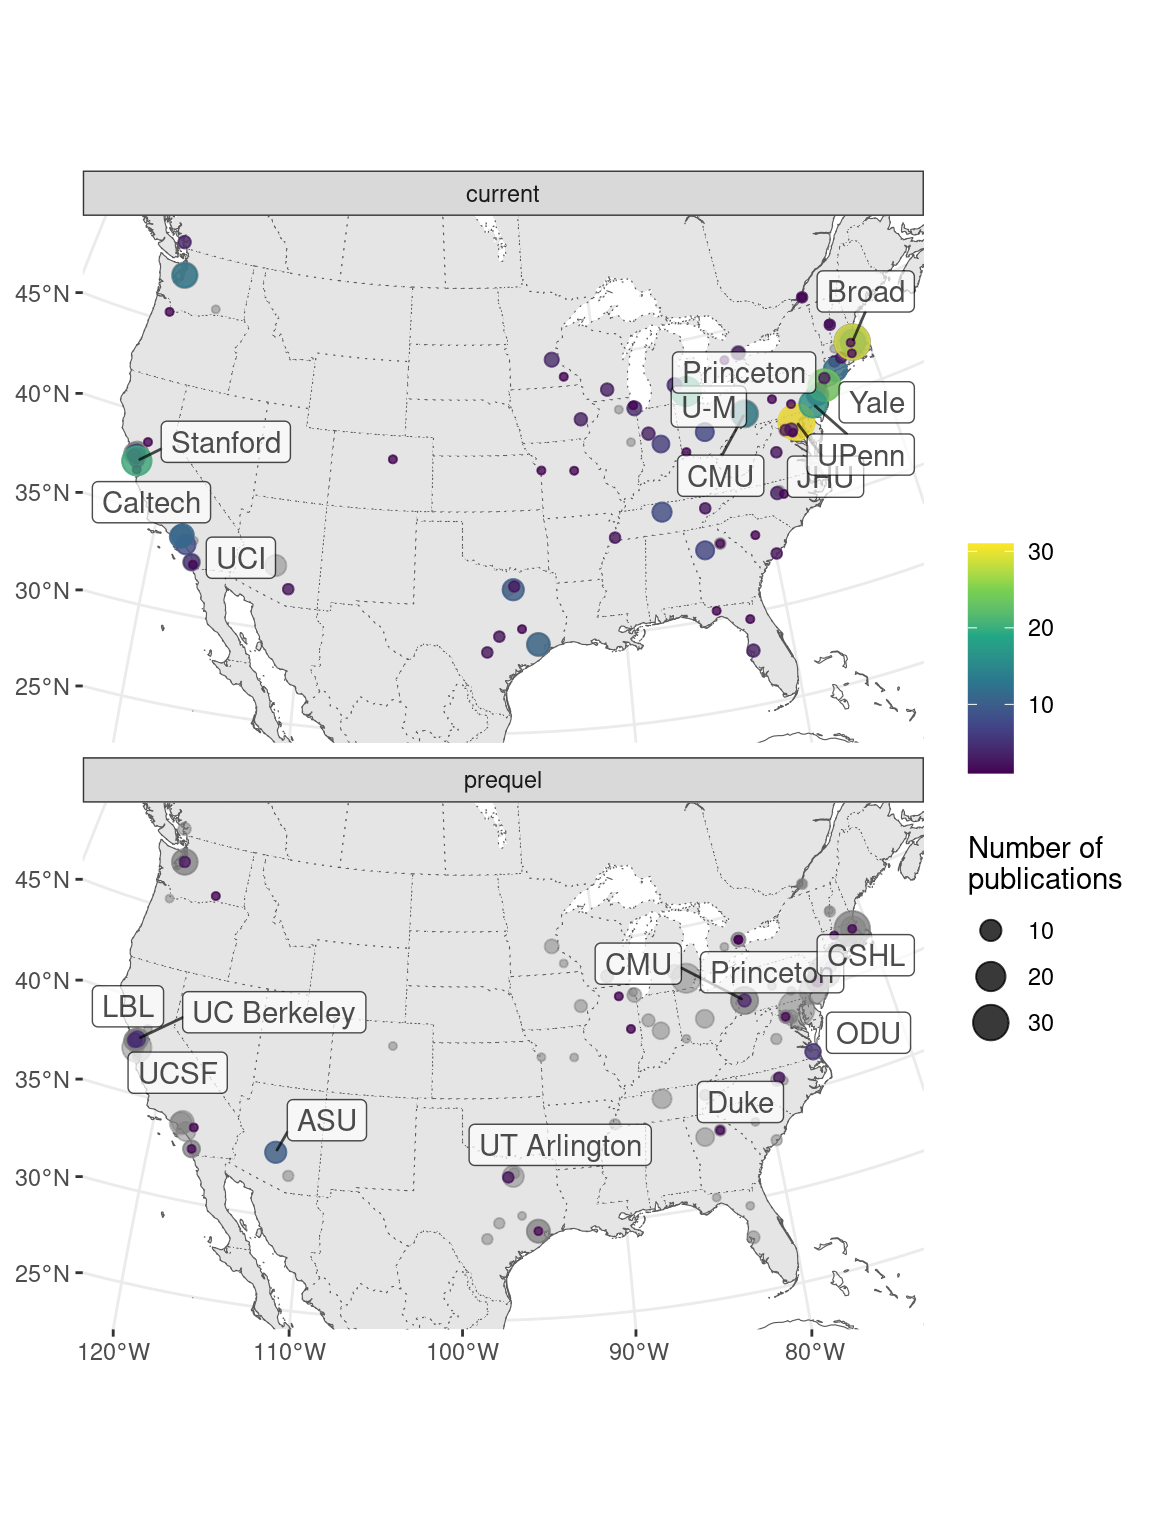 current
45°N
40°N
35°N
30°N
25°N
Broad
Princeton
U-M
Yale
Stanford
UPenn
CMU
JHU
Caltech
UCI
30
20
10
prequel
Number of
publications
10
20
30
45°N
40°N
35°N
30°N
25°N
CSHL
CMU
Princeton
LBL
UC Berkeley
ODU
UCSF
Duke
ASU
UT Arlington
120°W
110°W
100°W
90°W
80°W